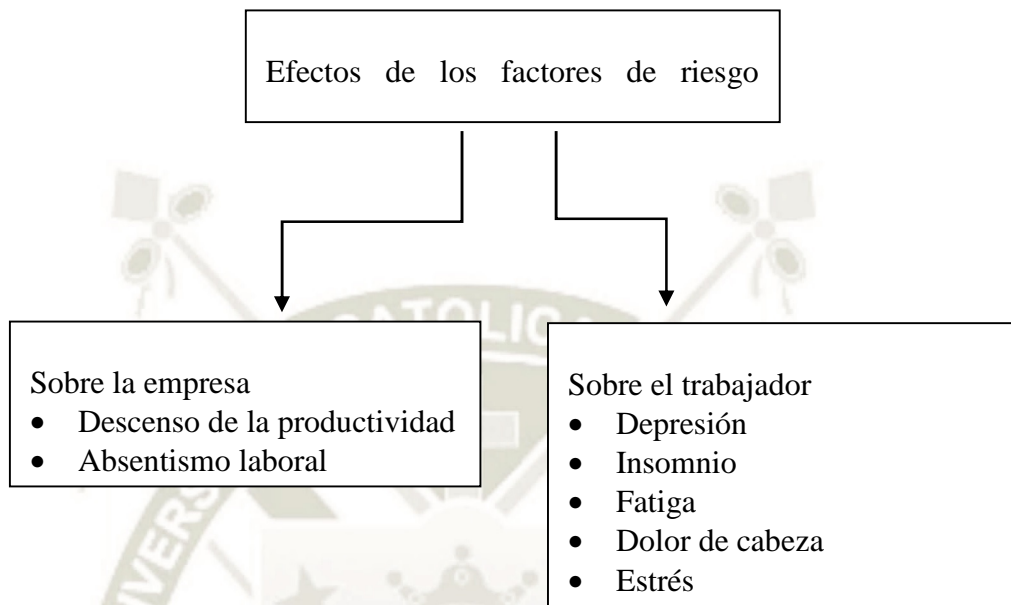 Efectos de los factores de riesgo
CATOLICA
Sobre la empresa
• Descenso de la productividad
• Absentismo laboral
Sobre el trabajador
• Depresión
• Insomnio
• Fatiga
• Dolor de cabeza
• Estrés